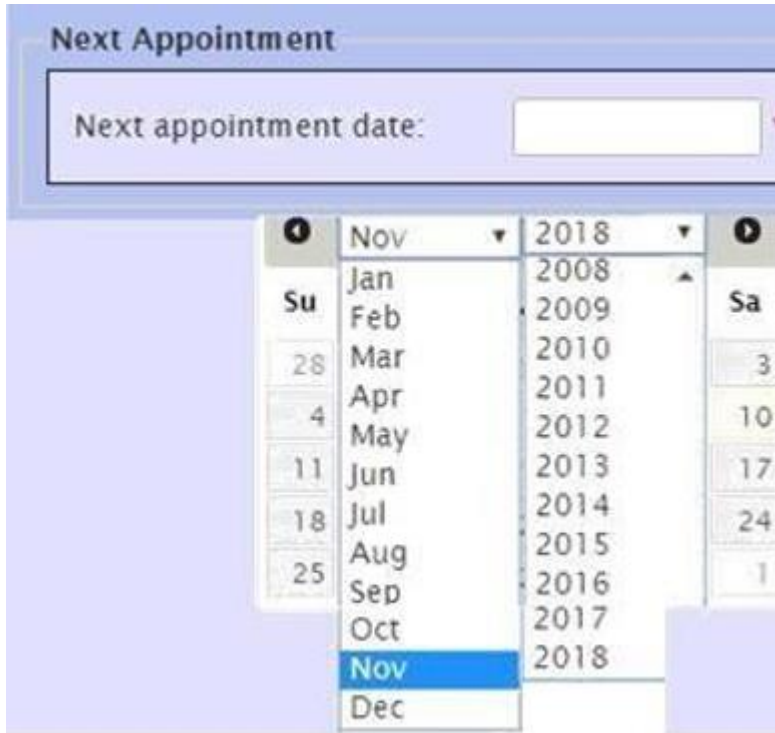 Next Appointment
Next appointment date:
Nov 2018
Su Sa
Jan 2008
Feb 2009
Mar 2010
Apr 2011
May 2012
Jun 2013
Jul 2014
Aug 2015
Sep 2016
Oct 2017
Nov 2018
Dec
28 3
4 10
11 17
18 24
25 1